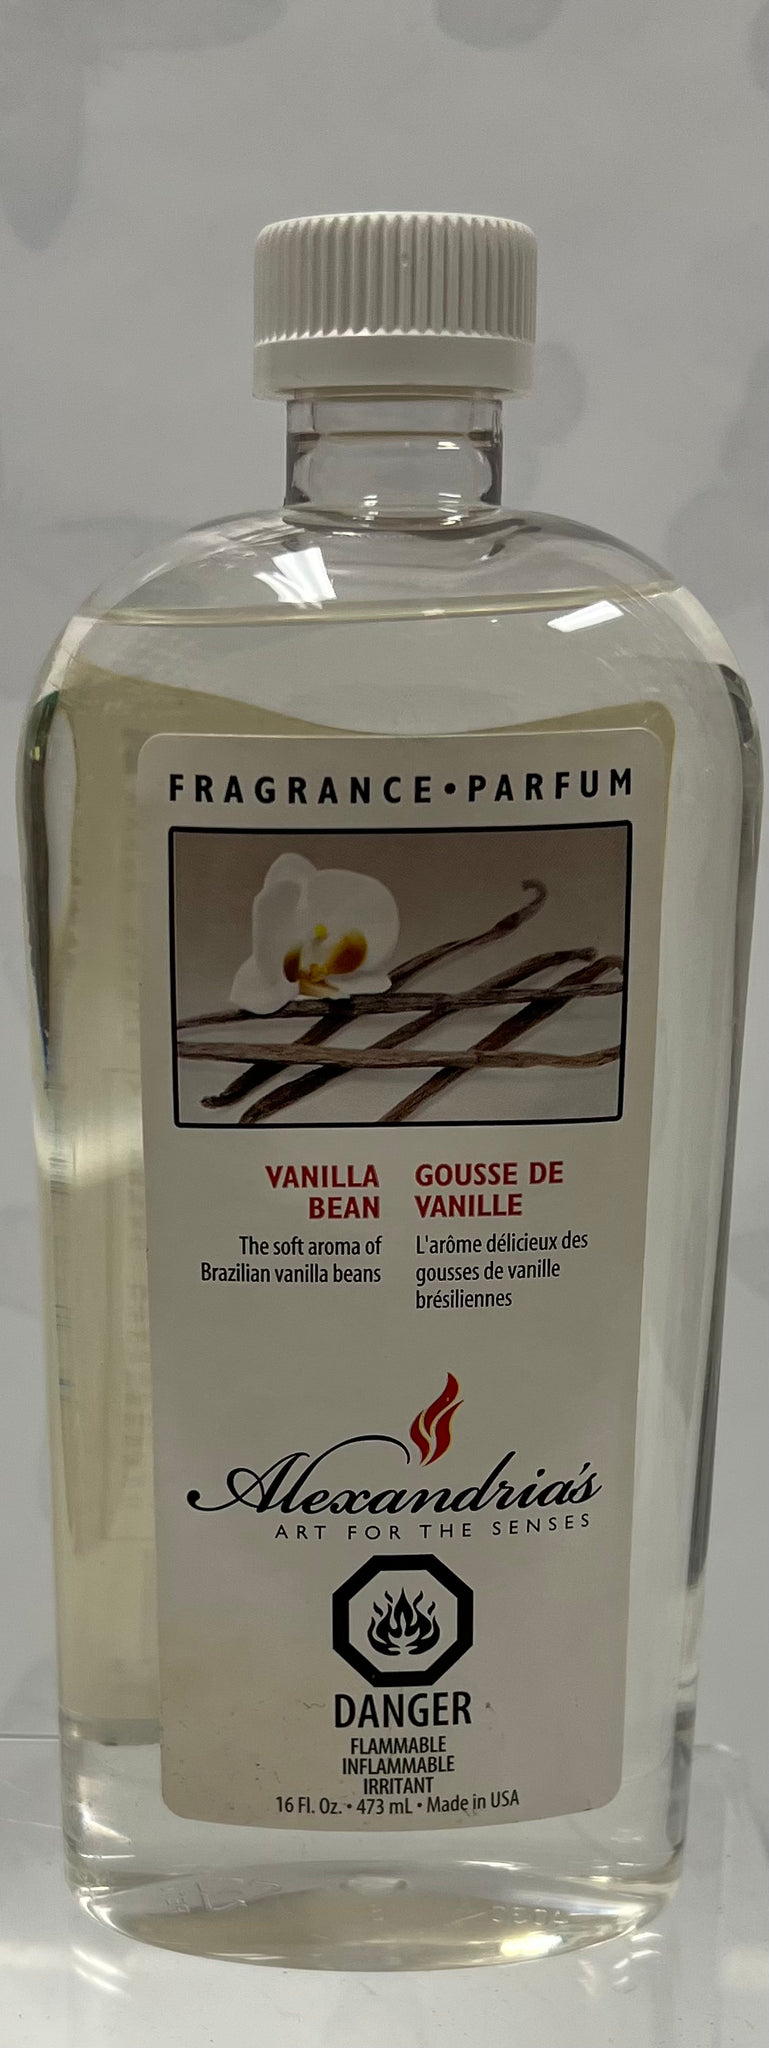 FRAGRANCE • PARFUM
VANILLA BEAN
The soft aroma of
Brazilian vanilla beans
GOUSSE DE VANILLE
L'arôme délicieux des
gousses de vanille
brésiliennes
Alexandria's
ART FOR THE SENSES
DANGER
FLAMMABLE
INFLAMMABLE
IRRITANT
16 Fl. Oz. • 473 mL • Made in USA